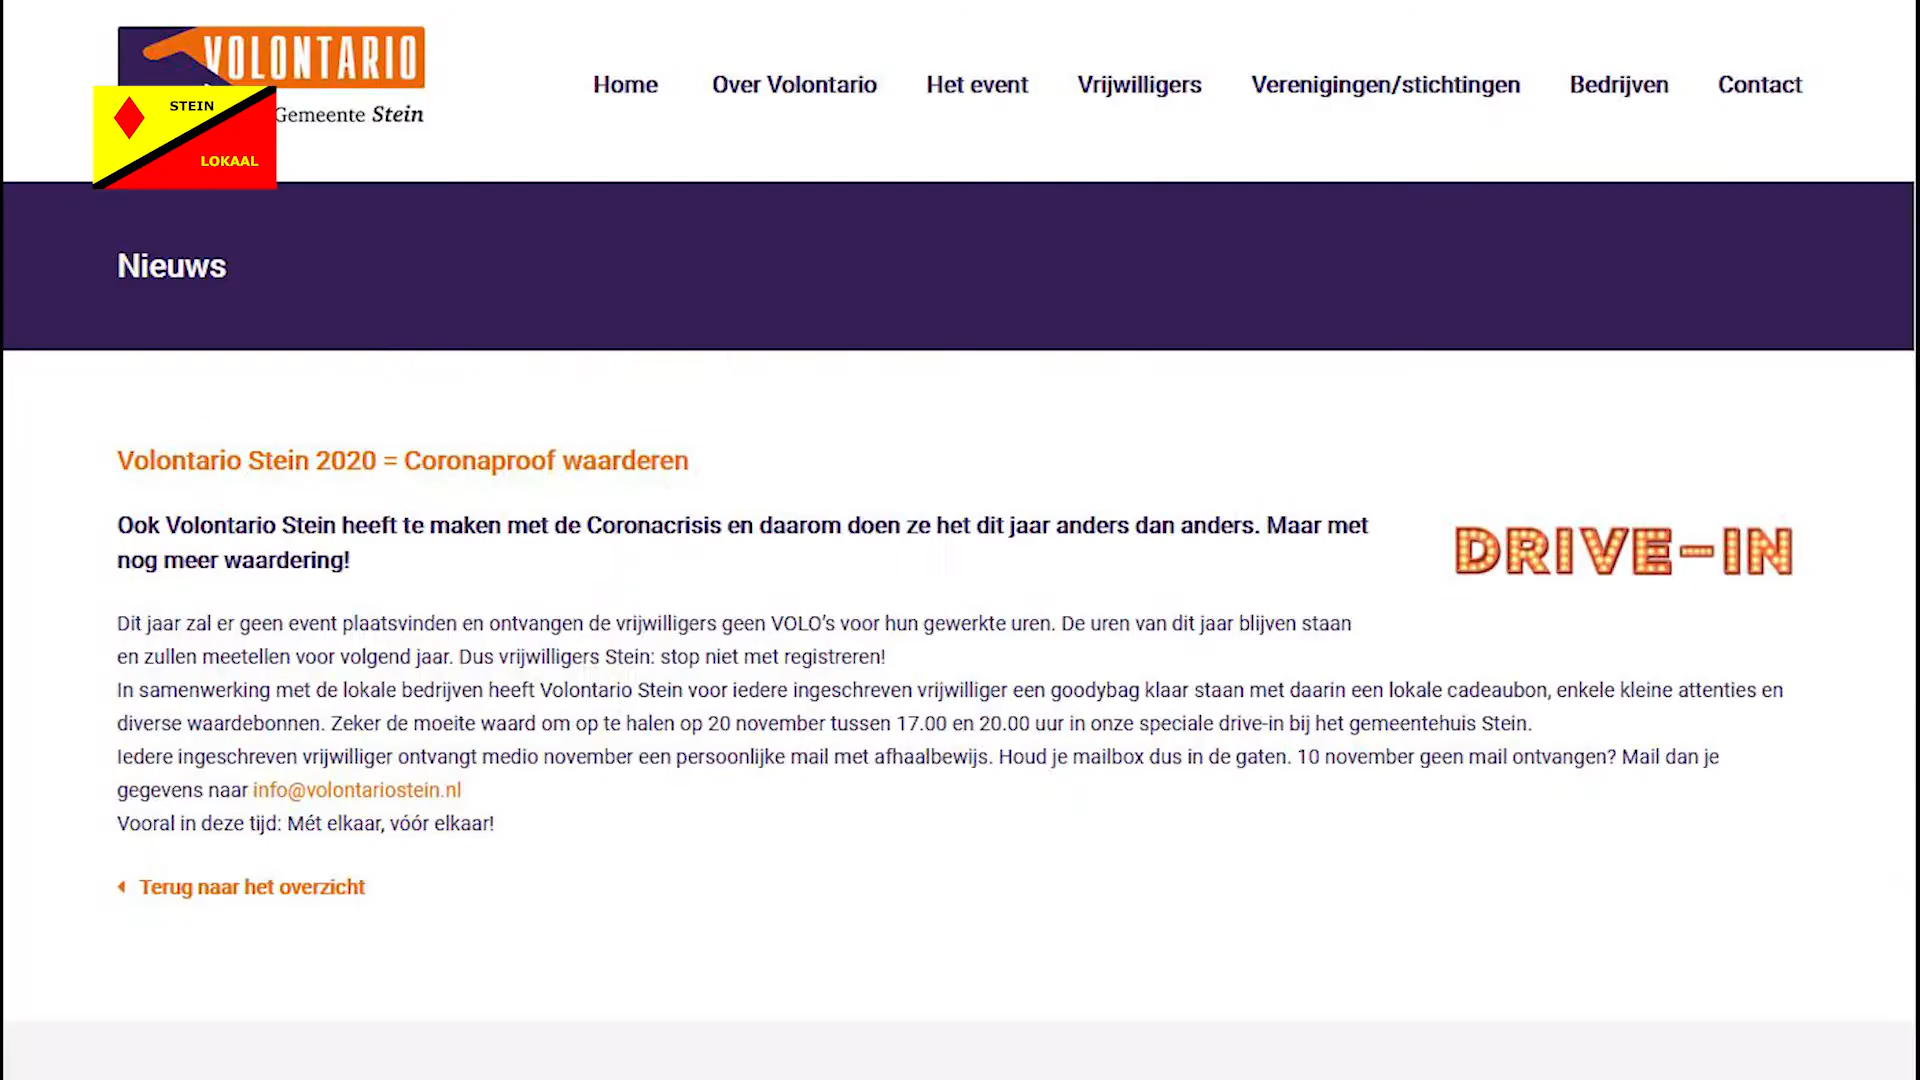 VOLONTARIO
Gemeente Stein
STEIN
LOKAAL
Home Over Volontario Het event Vrijwilligers Verenigingen/stichtingen Bedrijven Contact
Nieuws
Volontario Stein 2020 = Coronaproof waarderen
Ook Volontario Stein heeft te maken met de Coronacrisis en daarom doen ze het dit jaar anders dan anders. Maar met
nog meer waardering!
DRIVE-IN
Dit jaar zal er geen event plaatsvinden en ontvangen de vrijwilligers geen VOLO’s voor hun gewerkte uren. De uren van dit jaar blijven staan
en zullen meetellen voor volgend jaar. Dus vrijwilligers Stein: stop niet met registreren!
In samenwerking met de lokale bedrijven heeft Volontario Stein voor iedere ingeschreven vrijwilliger een goodybag klaar staan met daarin een lokale cadeaubon, enkele kleine attenties en
diverse waardebonnen. Zeker de moeite waard om op te halen op 20 november tussen 17.00 en 20.00 uur in onze speciale drive-in bij het gemeentehuis Stein.
Iedere ingeschreven vrijwilliger ontvangt medio november een persoonlijke mail met afhaalbewijs. Houd je mailbox dus in de gaten. 10 november geen mail ontvangen? Mail dan je
gegevens naar info@volontariostein.nl
Vooral in deze tijd: Mét elkaar, vóór elkaar!
Terug naar het overzicht